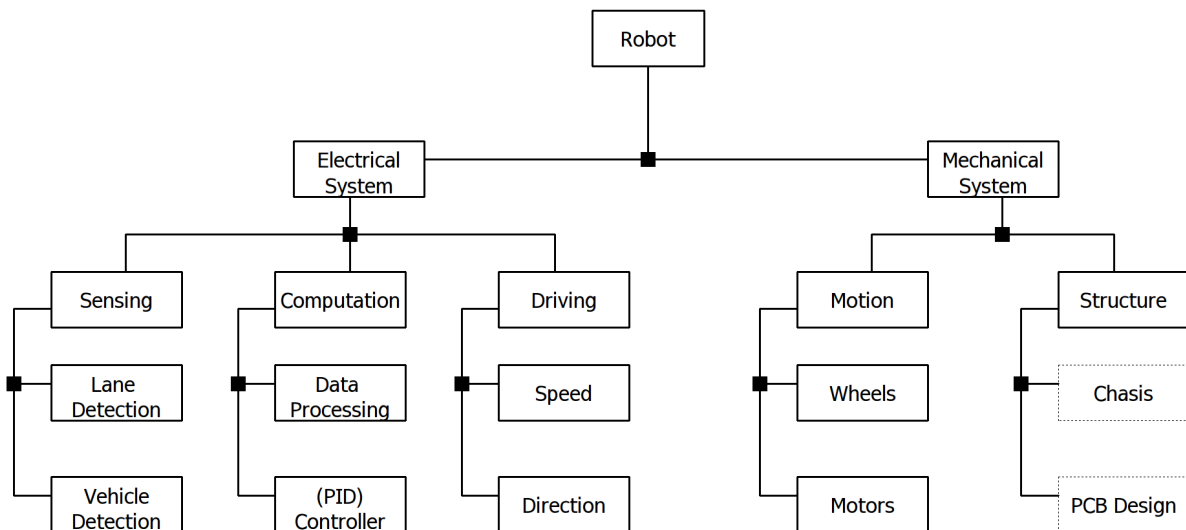 Robot
Electrical
System
Mechanical
System
Sensing
Computation
Driving
Motion
Structure
Lane
Detection
Data
Processing
Speed
Wheels
Chasis
Vehicle
Detection
(PID)
Controller
Direction
Motors
PCB Design